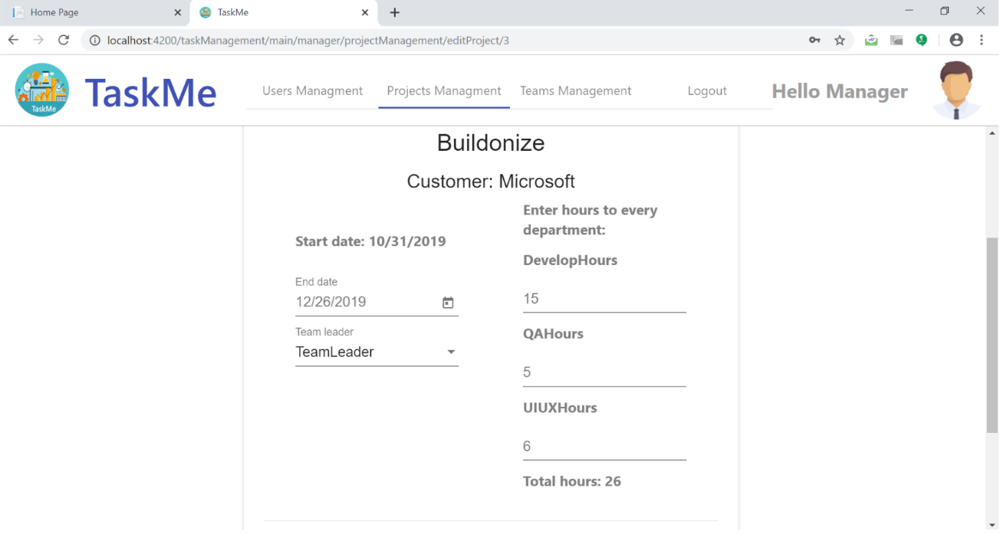 Home Page
TaskMe
localhost:4200/taskManagement/main/manager/projectManagement/editProject/3
TaskMe
TaskMe
Users Managment
Projects Managment
Teams Management
Logout
Hello Manager
Buildonize
Customer: Microsoft
Start date: 10/31/2019
End date
12/26/2019
Team leader
TeamLeader
Enter hours to every
department:
DevelopHours
15
QAHours
5
UIUXHours
6
Total hours: 26